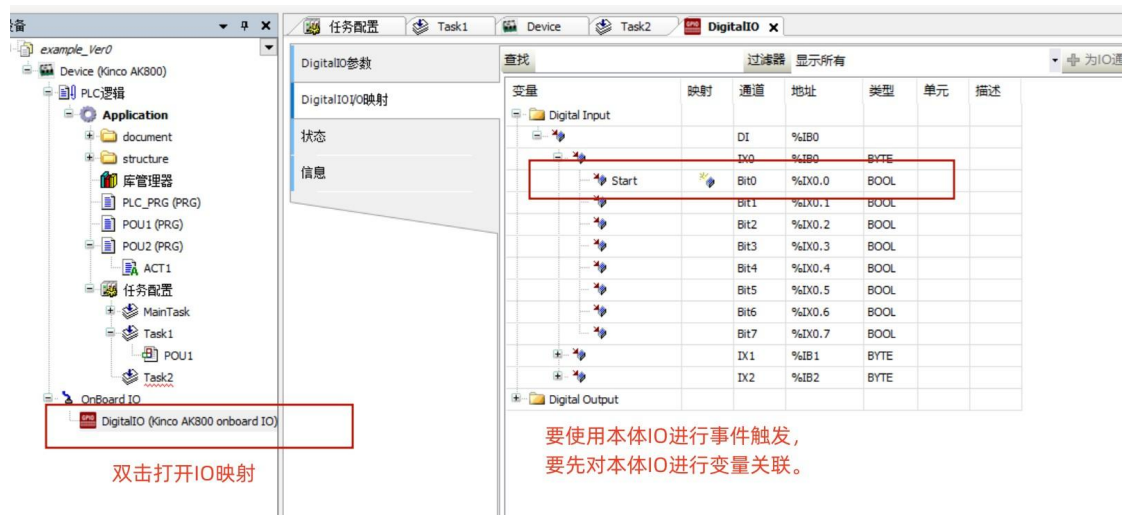 备
任务配置 Task1 Device Task2 DigitalIO
example_Ver0
Device (Kinco AK800)
PLC逻辑
Application
document
structure
库管理器
PLC_PRG (PRG)
POU1 (PRG)
POU2 (PRG)
ACT1
任务配置
MainTask
Task1
POU1
Task2
OnBoard IO
DigitalIO (Kinco AK800 onboard IO)
双击打开IO映射
DigitalIO参数
DigitalIOI/O映射
状态
信息
查找 过滤器 显示所有 为IO通
变量 映射 通道 地址 类型 单元 描述
Digital Input
DI %IB0
IX0 %IB0 BYTE
Start Bit0 %IX0.0 BOOL
Bit1 %IX0.1 BOOL
Bit2 %IX0.2 BOOL
Bit3 %IX0.3 BOOL
Bit4 %IX0.4 BOOL
Bit5 %IX0.5 BOOL
Bit6 %IX0.6 BOOL
Bit7 %IX0.7 BOOL
IX1 %IB1 BYTE
IX2 %IB2 BYTE
Digital Output
要使用本体IO进行事件触发，
要先对本体IO进行变量关联。